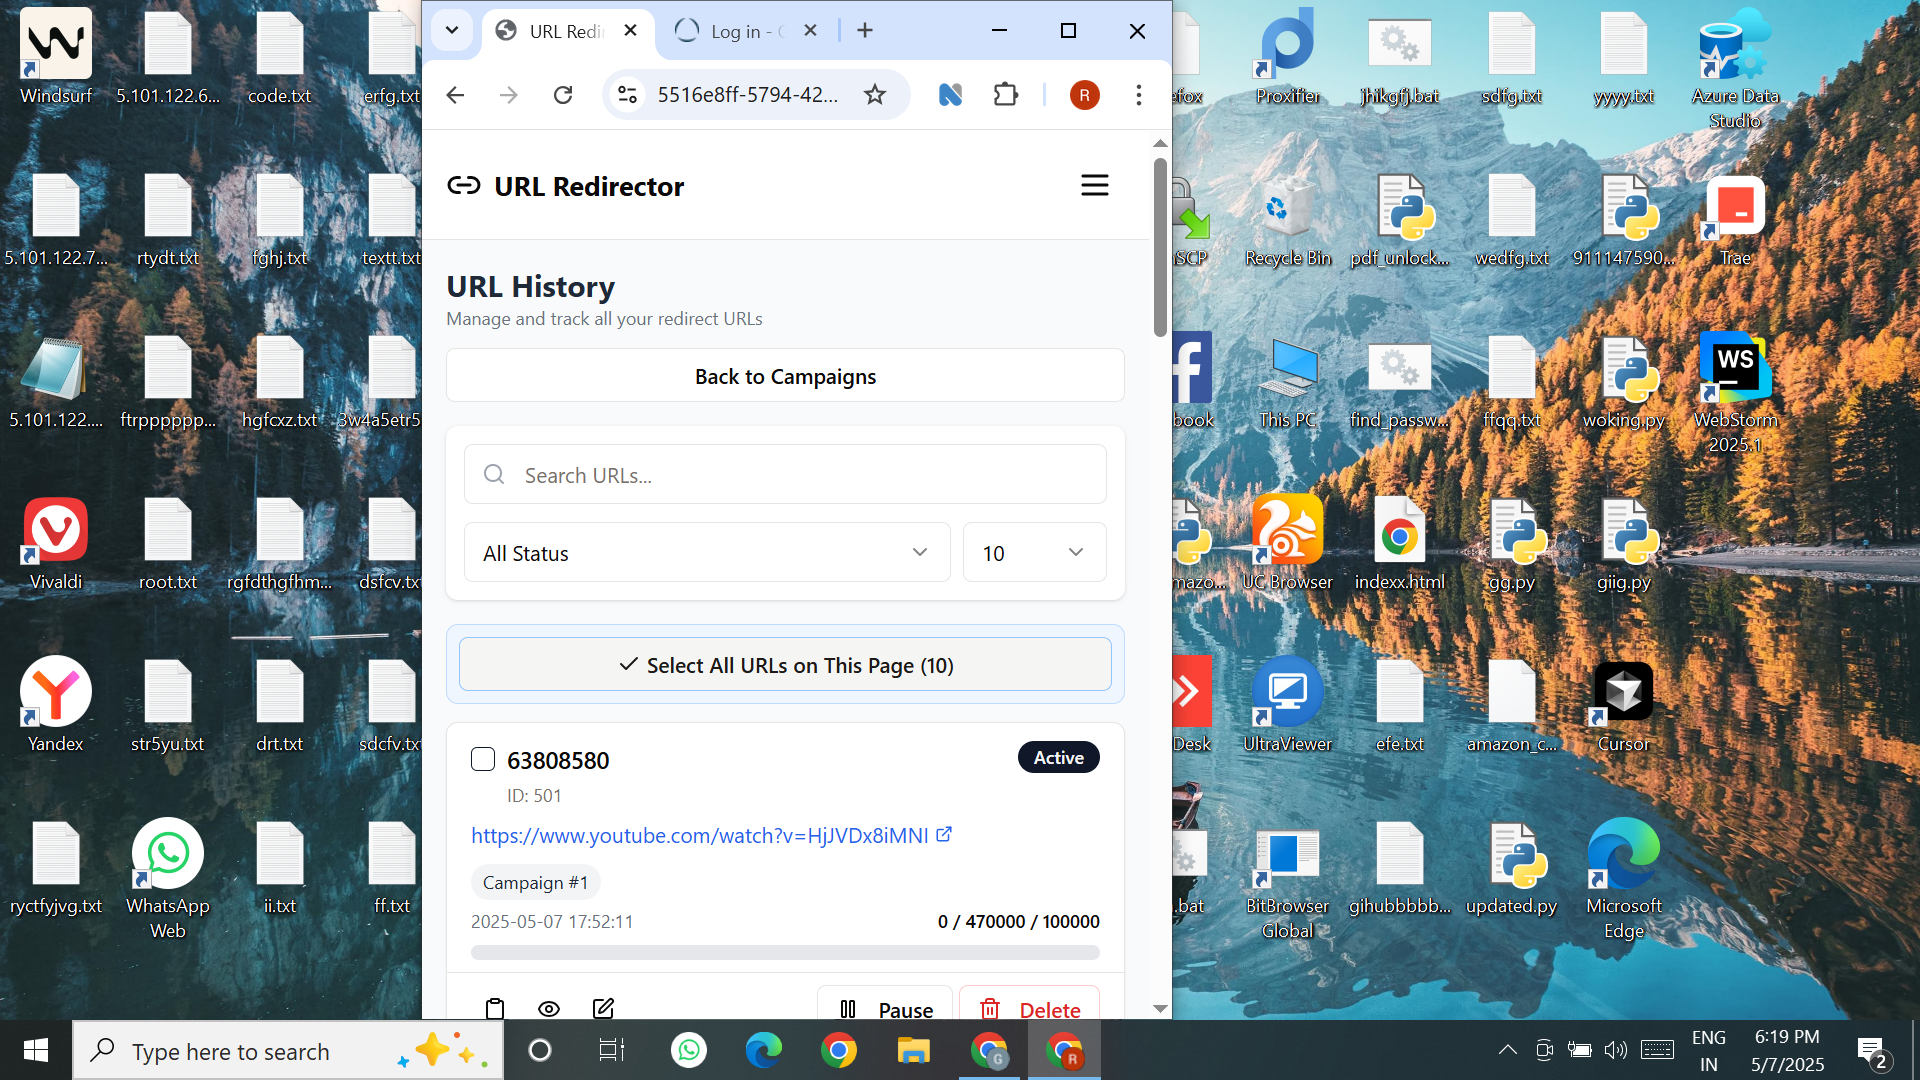 Windsurf
5.101.122.6...
code.txt
erfg.txt
5.101.122.7...
rtydt.txt
fghj.txt
textt.txt
5.101.122....
ftrpppppp...
hgfcxz.txt
3w4a5etr5
Vivaldi
root.txt
rgfdthgfhm...
dsfcv.txt
Yandex
str5yu.txt
drt.txt
sdcfv.txt
ryctfyjvg.txt
WhatsApp
Web
ii.txt
ff.txt
URL Redir
Log in -
5516e8ff-5794-42...
R
URL Redirector
URL History
Manage and track all your redirect URLs
Back to Campaigns
Search URLs...
All Status
10
Select All URLs on This Page (10)
63808580
Active
ID: 501
https://www.youtube.com/watch?v=HjJVDx8iMNI
Campaign #1
2025-05-07 17:52:11
0 / 470000 / 100000
Pause
Delete
efox
Proxifier
jhikgfj.bat
sdfg.txt
yyyy.txt
Azure Data
Studio
nSCP
Recycle Bin
pdf_unlock...
wedfg.txt
911147590...
Trae
book
This PC
find_passw...
ffqq.txt
woking.py
WS
WebStorm
2025.1
mazo...
UC Browser
indexx.html
gg.py
giig.py
Desk
UltraViewer
efe.txt
amazon_c...
Cursor
.bat
BitBrowser
Global
gihubbbbb...
updated.py
Microsoft
Edge
Type here to search
G
R
ENG
IN
6:19 PM
5/7/2025
2